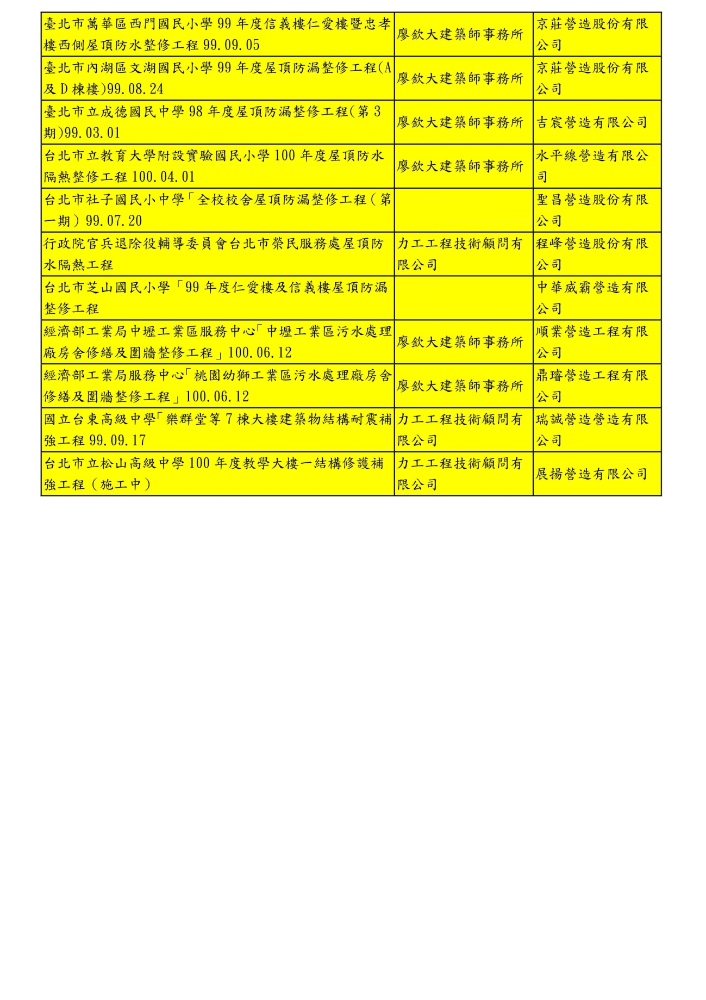 臺北市萬華區西門國民小學 99 年度信義樓仁愛樓暨忠孝
樓西側屋頂防水整修工程 99.09.05
廖欽大建築師事務所
京莊營造股份有限
公司
臺北市內湖區文湖國民小學 99 年度屋頂防漏整修工程(A
及 D 棟樓)99.08.24
廖欽大建築師事務所
京莊營造股份有限
公司
臺北市立成德國民中學 98 年度屋頂防漏整修工程(第 3
期)99.03.01
廖欽大建築師事務所
吉宸營造有限公司
台北市立教育大學附設實驗國民小學 100 年度屋頂防水
隔熱整修工程 100.04.01
廖欽大建築師事務所
水平線營造有限公
司
台北市社子國民小中學「全校校舍屋頂防漏整修工程（第
一期）99.07.20
聖昌營造股份有限
公司
行政院官兵退除役輔導委員會台北市榮民服務處屋頂防
水隔熱工程
力工工程技術顧問有
限公司
程峰營造股份有限
公司
台北市芝山國民小學「99 年度仁愛樓及信義樓屋頂防漏
整修工程
中華威霸營造有限
公司
經濟部工業局中壢工業區服務中心「中壢工業區污水處理
廠房舍修繕及圍牆整修工程」100.06.12
廖欽大建築師事務所
順業營造工程有限
公司
經濟部工業局服務中心「桃園幼獅工業區污水處理廠房舍
修繕及圍牆整修工程」100.06.12
廖欽大建築師事務所
鼎璿營造工程有限
公司
國立台東高級中學「樂群堂等 7 棟大樓建築物結構耐震補
強工程 99.09.17
力工工程技術顧問有
限公司
瑞誠營造營造有限
公司
台北市立松山高級中學 100 年度教學大樓一結構修護補
強工程（施工中）
力工工程技術顧問有
限公司
展揚營造有限公司